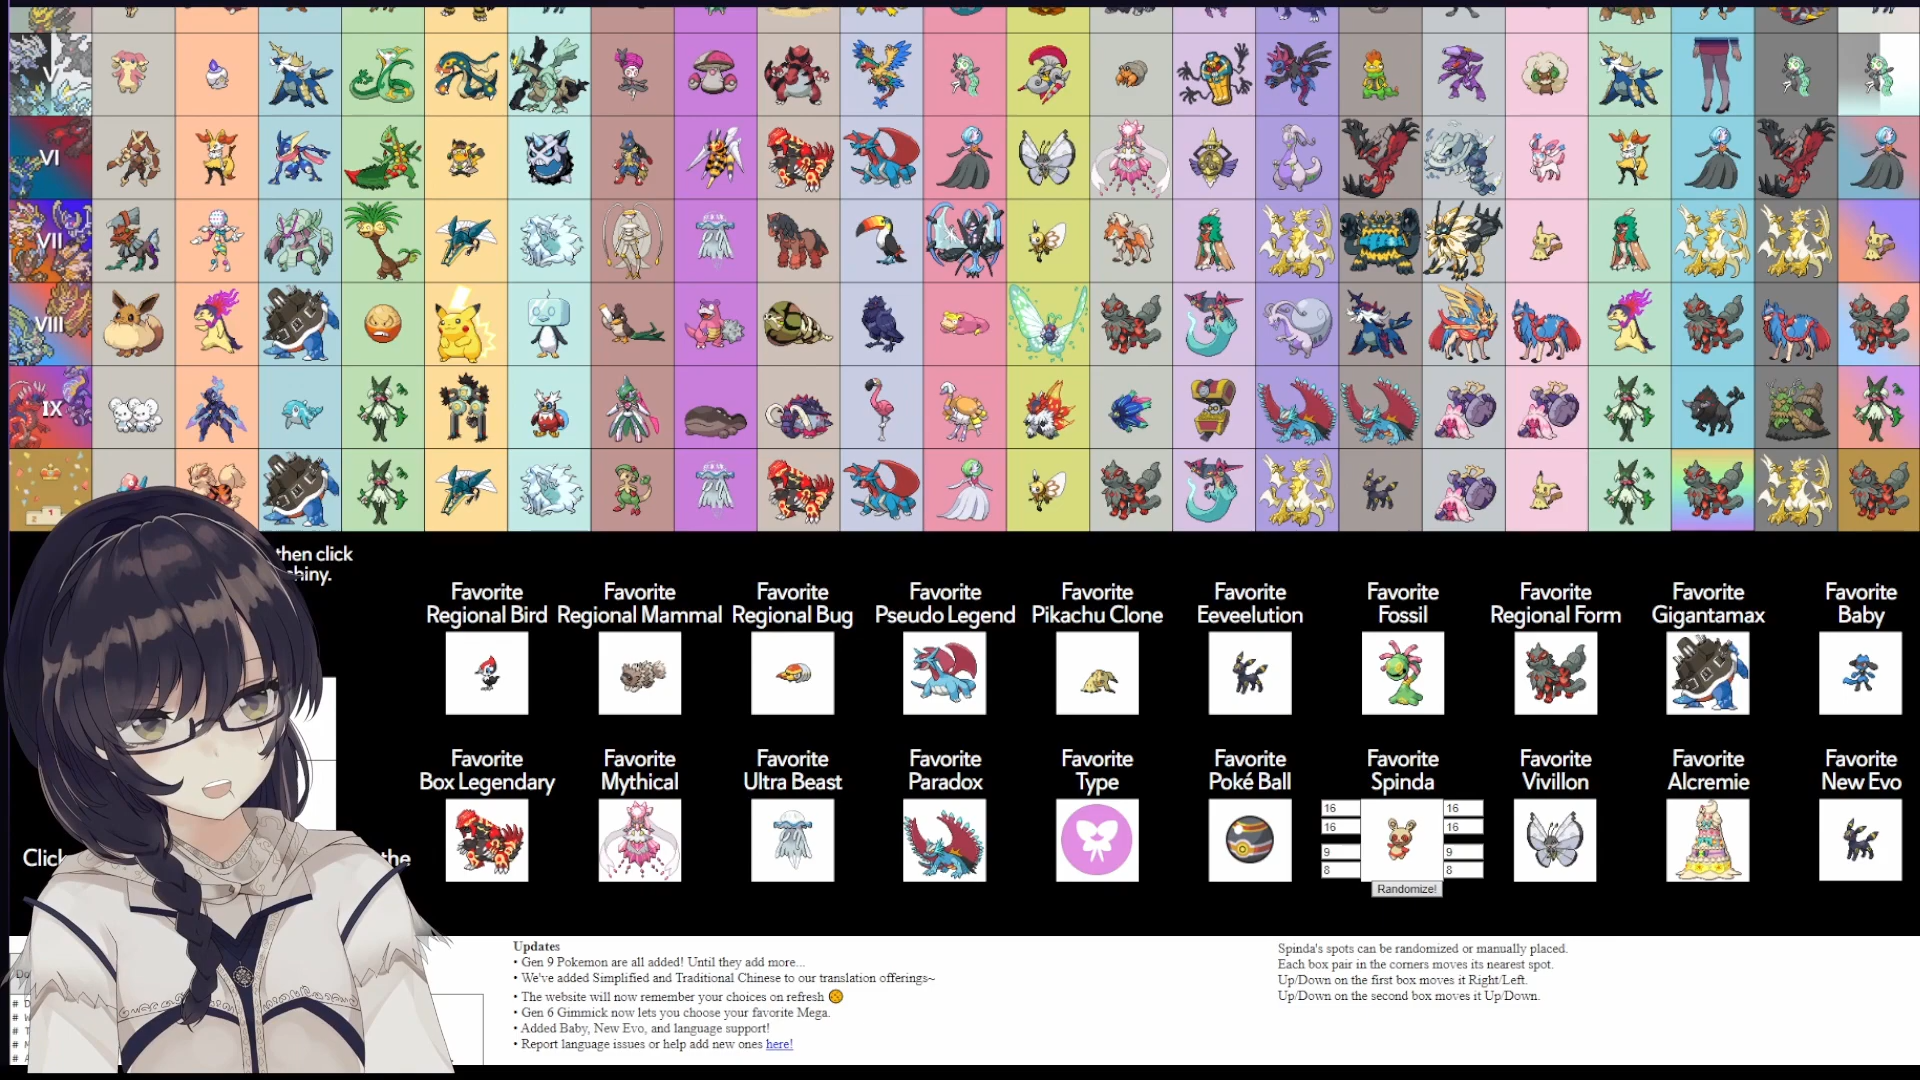 V
VI
VII
VIII
IX
2 1
then click
shiny.
Favorite
Regional Bird
Favorite
Regional Mammal
Favorite
Regional Bug
Favorite
Pseudo Legend
Favorite
Pikachu Clone
Favorite
Eeveelution
Favorite
Fossil
Favorite
Regional Form
Favorite
Gigantamax
Favorite
Baby
Favorite
Box Legendary
Favorite
Mythical
Favorite
Ultra Beast
Favorite
Paradox
Favorite
Type
Favorite
Poké Ball
Favorite
Spinda
Favorite
Vivillon
Favorite
Alcremie
Favorite
New Evo
16 16
16 16
9 9
8 8
Randomize!
Click the
Updates
• Gen 9 Pokemon are all added! Until they add more...
• We've added Simplified and Traditional Chinese to our translation offerings~
• The website will now remember your choices on refresh
• Gen 6 Gimmick now lets you choose your favorite Mega.
• Added Baby, New Evo, and language support!
• Report language issues or help add new ones here!
Spinda's spots can be randomized or manually placed.
Each box pair in the corners moves its nearest spot.
Up/Down on the first box moves it Right/Left.
Up/Down on the second box moves it Up/Down.